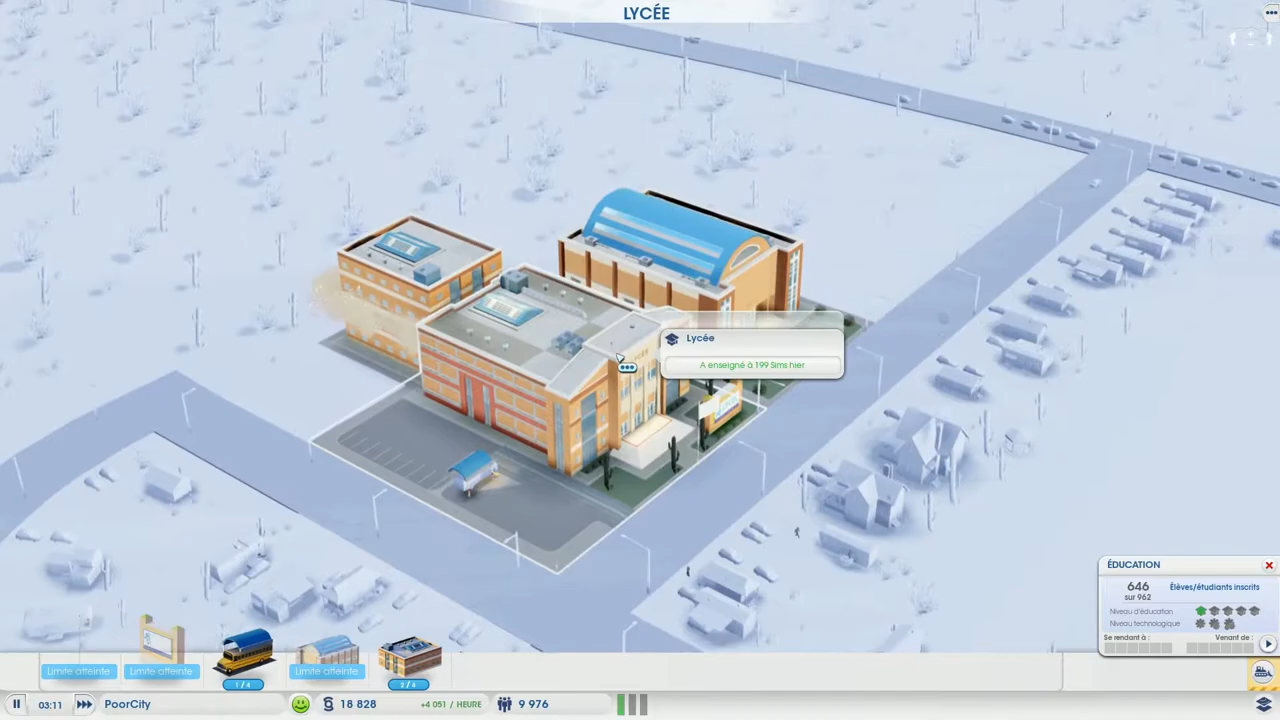 LYCÉE
Lycée
A enseigné à 199 Sims hier
ÉDUCATION
646
sur 962
Élèves/étudiants inscrits
Niveau d'éducation
Niveau technologique
Se rendant à :
Venant de :
Limite atteinte
Limite atteinte
1 / 4
Limite atteinte
2 / 4
03:11
PoorCity
18 828
+4 051 / HEURE
9 976